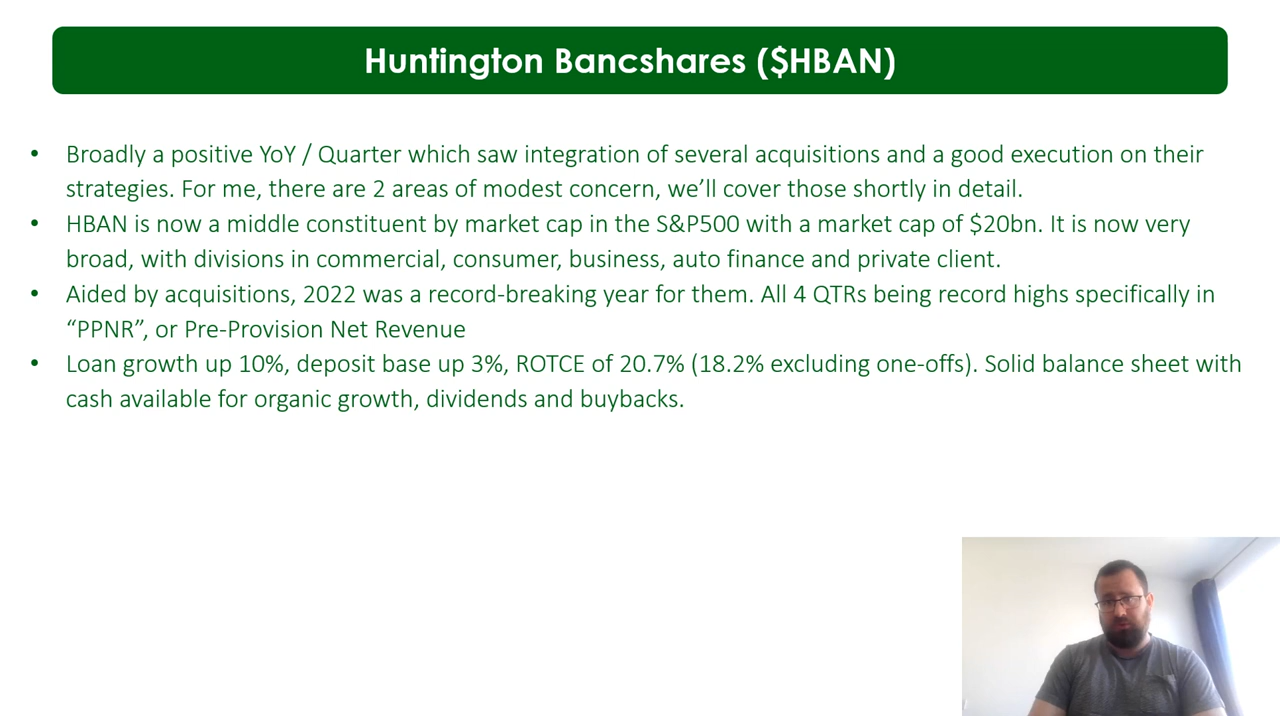 Huntington Bancshares ($HBAN)
• Broadly a positive YoY / Quarter which saw integration of several acquisitions and a good execution on their
strategies. For me, there are 2 areas of modest concern, we’ll cover those shortly in detail.
• HBAN is now a middle constituent by market cap in the S&P500 with a market cap of $20bn. It is now very
broad, with divisions in commercial, consumer, business, auto finance and private client.
• Aided by acquisitions, 2022 was a record-breaking year for them. All 4 QTRs being record highs specifically in
“PPNR”, or Pre-Provision Net Revenue
• Loan growth up 10%, deposit base up 3%, ROTCE of 20.7% (18.2% excluding one-offs). Solid balance sheet with
cash available for organic growth, dividends and buybacks.